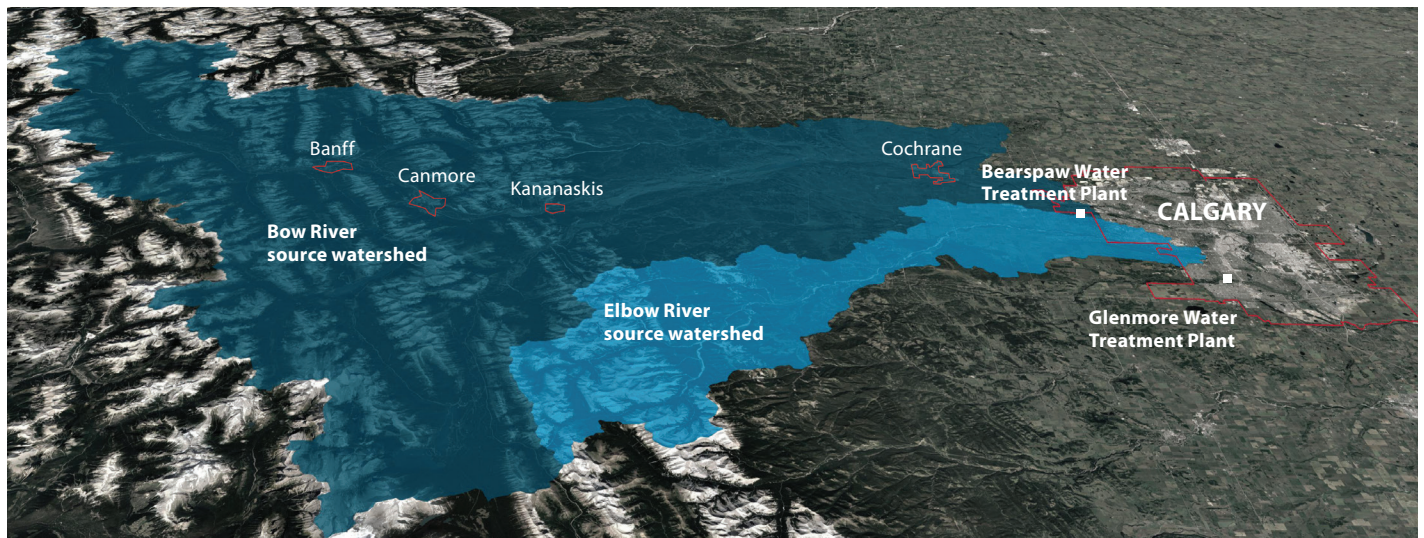 Banff
Canmore
Kananaskis
Cochrane
Bearspaw Water
Treatment Plant
CALGARY
Bow River
source watershed
Elbow River
source watershed
Glenmore Water
Treatment Plant